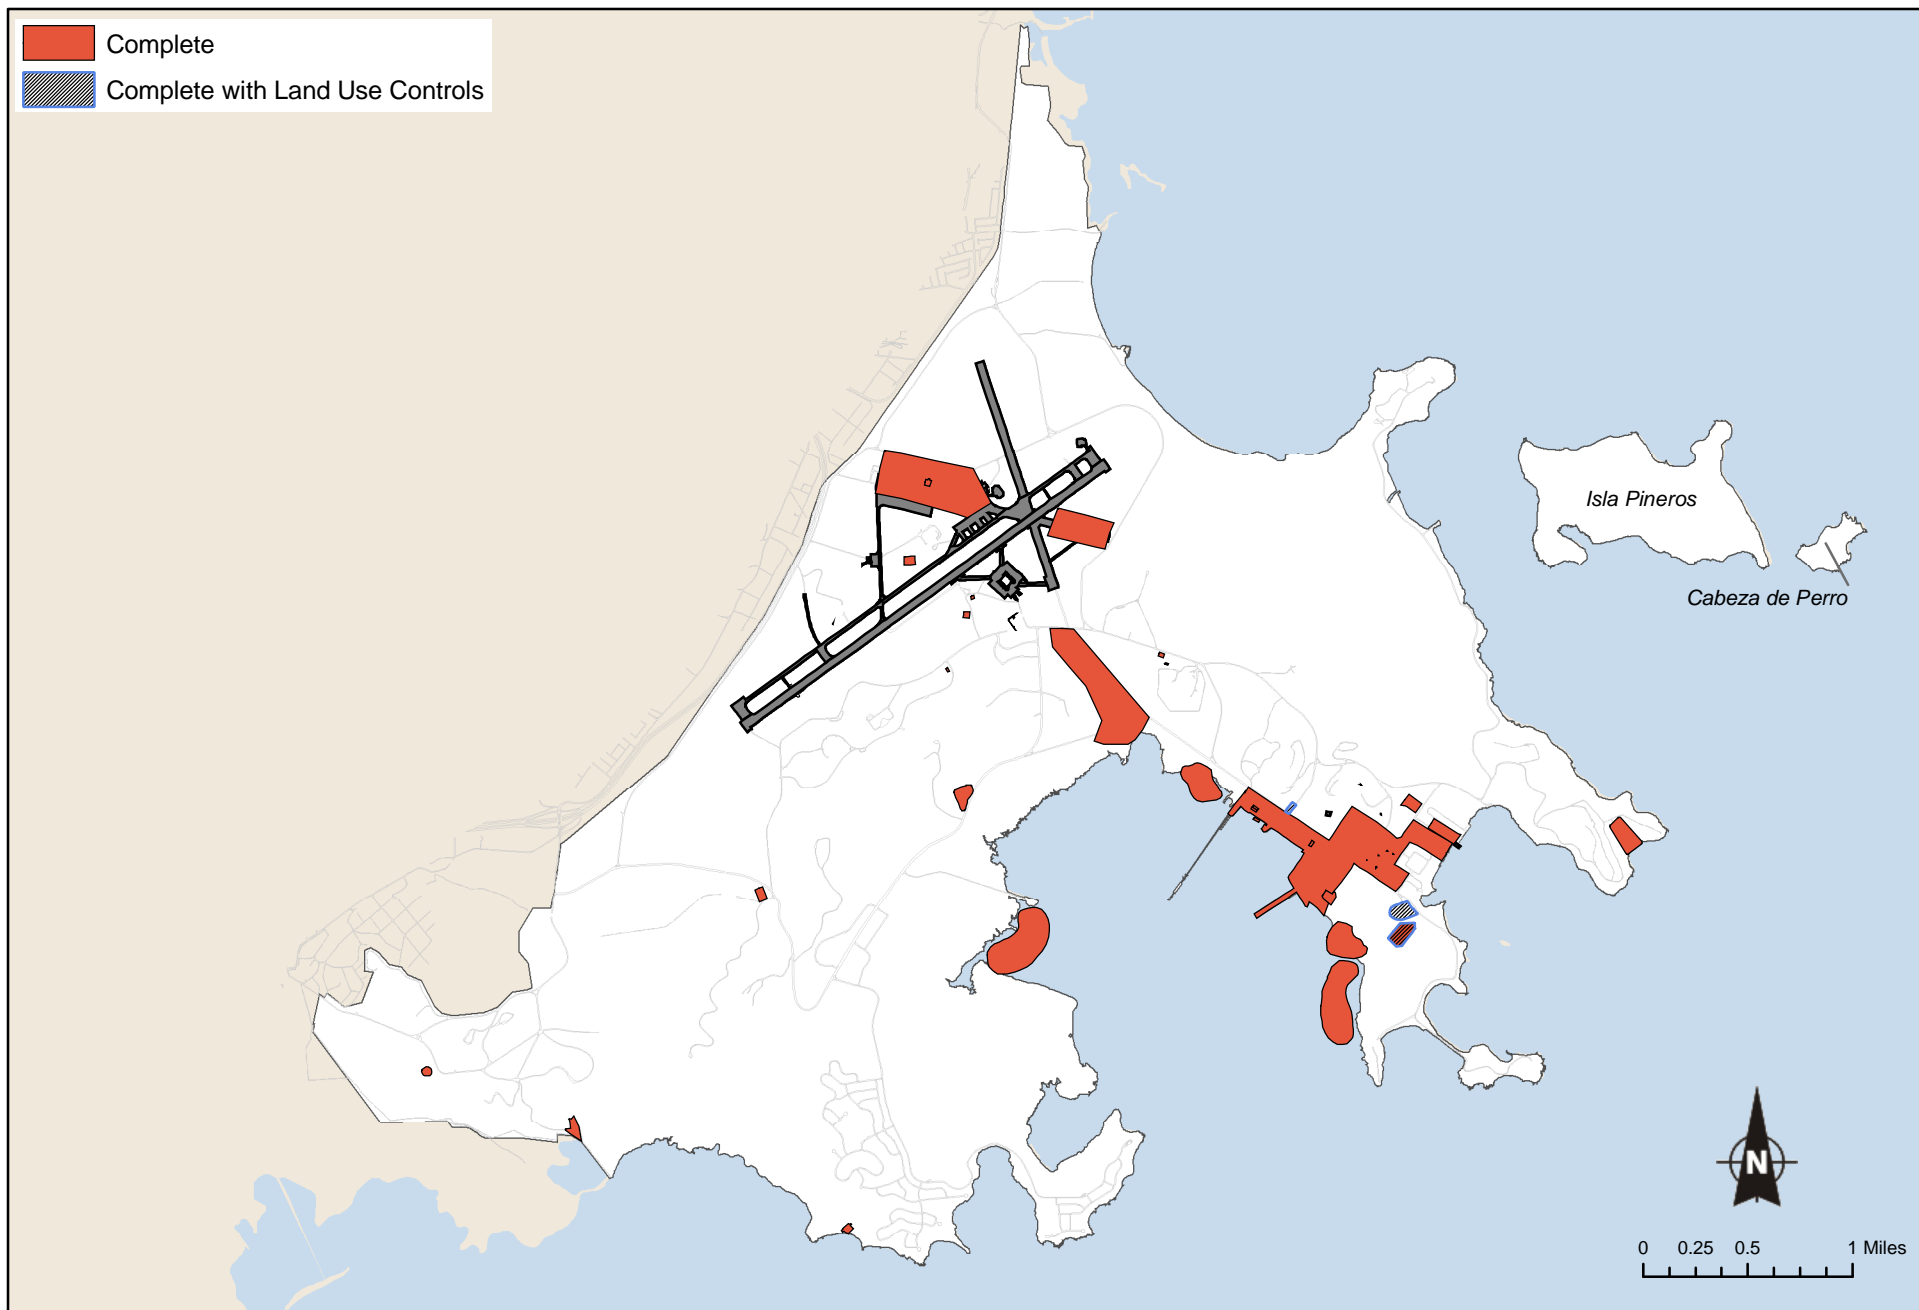 Complete
Complete with Land Use Controls
Isla Pineros
Cabeza de Perro
N
0 0.25 0.5 1 Miles